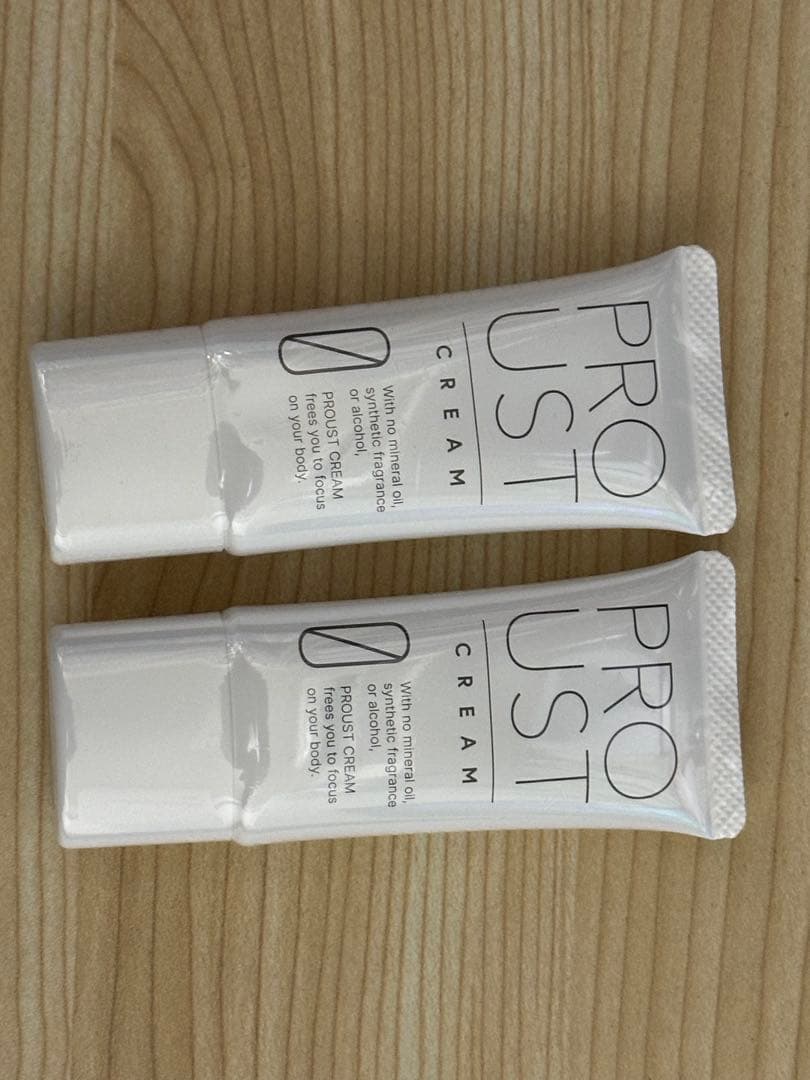 PRO
UST
CREAM
0
With no mineral oil,
synthetic fragrance
or alcohol,
PROUST CREAM
frees you to focus
on your body.
PRO
UST
CREAM
0
With no mineral oil,
synthetic fragrance
or alcohol,
PROUST CREAM
frees you to focus
on your body.